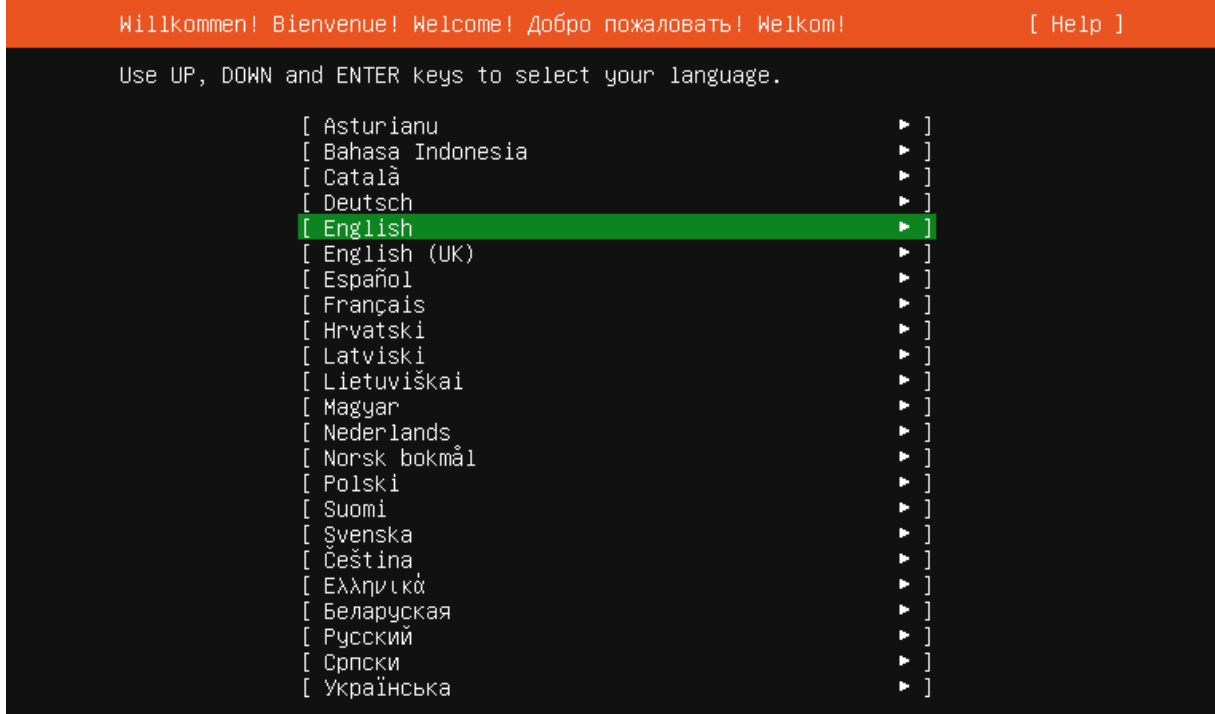 Willkommen! Bienvenue! Welcome! Добро пожаловать! Welkom! [ Help ]
Use UP, DOWN and ENTER keys to select your language.
[ Asturianu ► ]
[ Bahasa Indonesia ► ]
[ Català ► ]
[ Deutsch ► ]
[ English ► ]
[ English (UK) ► ]
[ Español ► ]
[ Français ► ]
[ Hrvatski ► ]
[ Latviski ► ]
[ Lietuviškai ► ]
[ Magyar ► ]
[ Nederlands ► ]
[ Norsk bokmål ► ]
[ Polski ► ]
[ Suomi ► ]
[ Svenska ► ]
[ Čeština ► ]
[ Ελληνικά ► ]
[ Беларуская ► ]
[ Русский ► ]
[ Српски ► ]
[ Українська ► ]